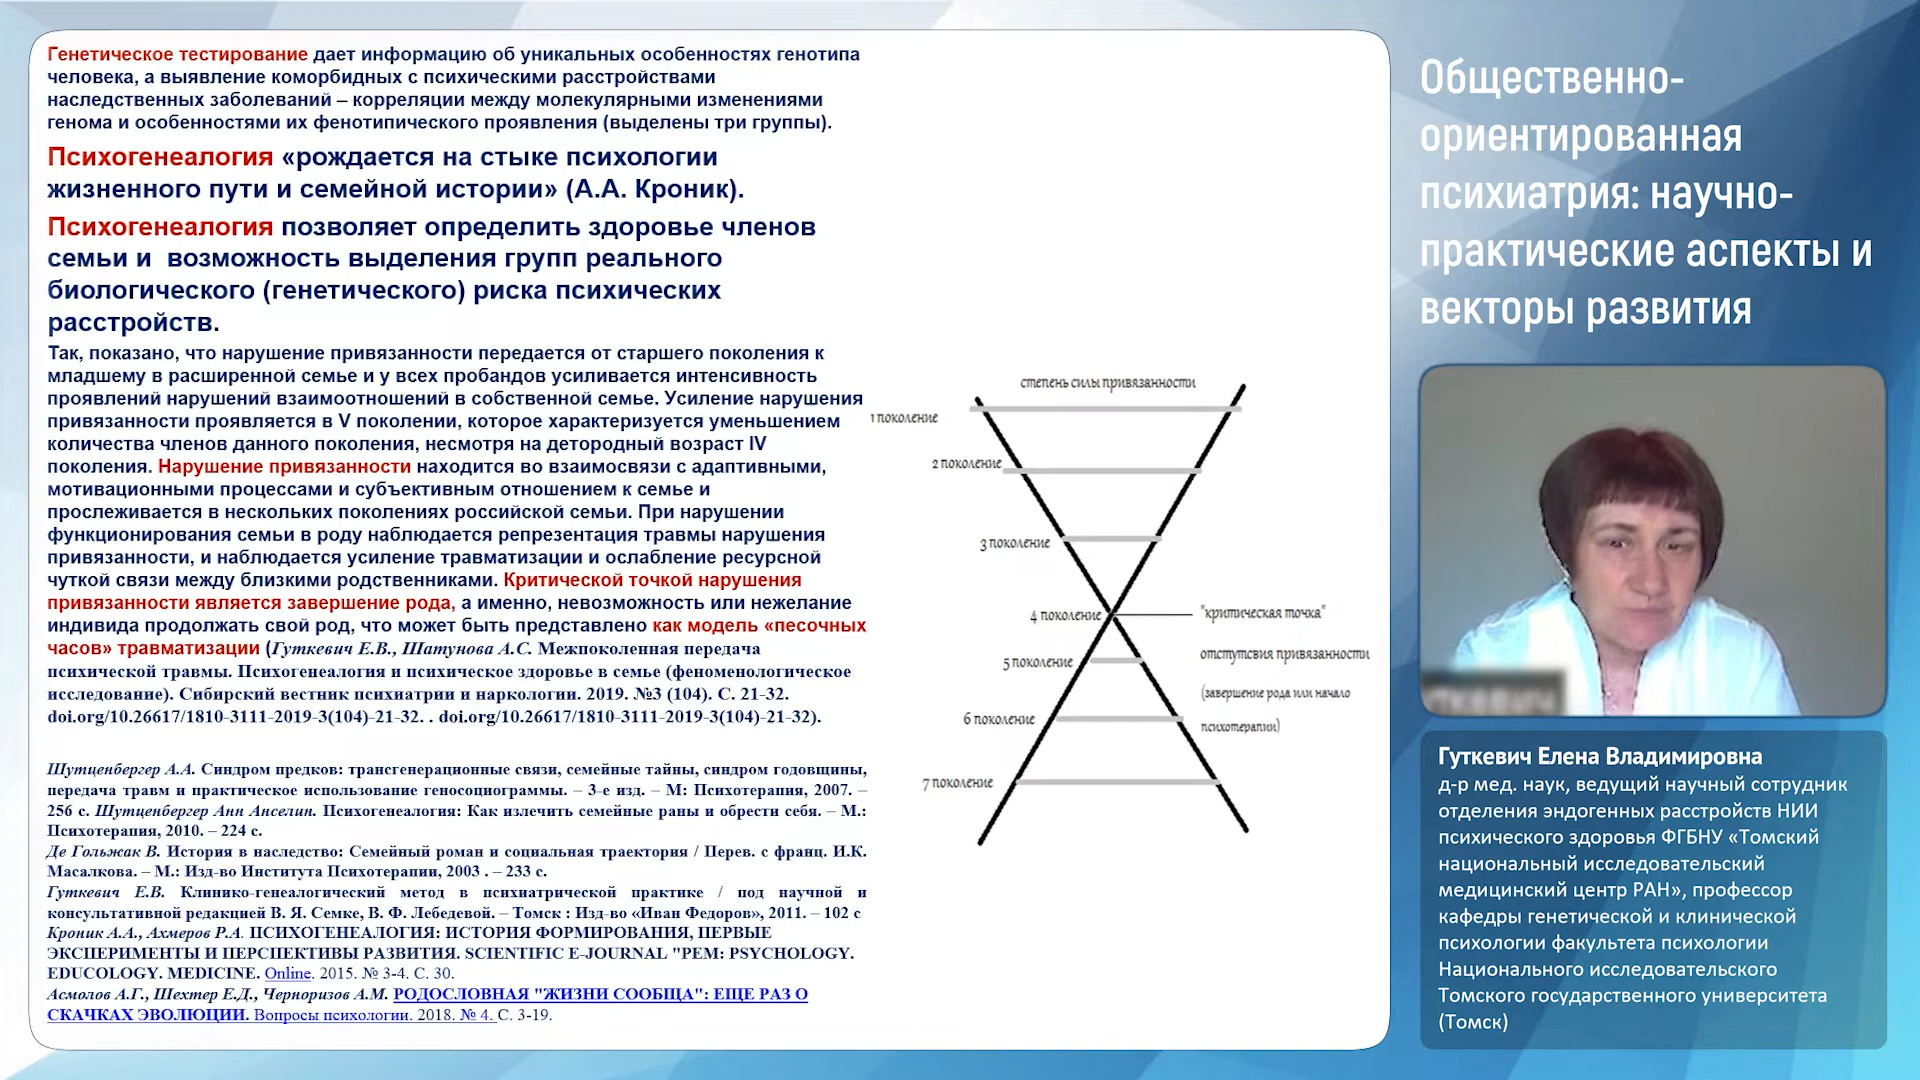 Генетическое тестирование дает информацию об уникальных особенностях генотипа
человека, а выявление коморбидных с психическими расстройствами
наследственных заболеваний – корреляции между молекулярными изменениями
генома и особенностями их фенотипического проявления (выделены три группы).
Психогенеалогия «рождается на стыке психологии
жизненного пути и семейной истории» (А.А. Кроник).
Психогенеалогия позволяет определить здоровье членов
семьи и возможность выделения групп реального
биологического (генетического) риска психических
расстройств.
Так, показано, что нарушение привязанности передается от старшего поколения к
младшему в расширенной семье и у всех пробандов усиливается интенсивность
проявлений нарушений взаимоотношений в собственной семье. Усиление нарушения
привязанности проявляется в V поколении, которое характеризуется уменьшением
количества членов данного поколения, несмотря на детородный возраст IV
поколения. Нарушение привязанности находится во взаимосвязи с адаптивными,
мотивационными процессами и субъективным отношением к семье и
прослеживается в нескольких поколениях российской семьи. При нарушении
функционирования семьи в роду наблюдается репрезентация травмы нарушения
привязанности, и наблюдается усиление травматизации и ослабление ресурсной
чуткой связи между близкими родственниками. Критической точкой нарушения
привязанности является завершение рода, а именно, невозможность или нежелание
индивида продолжать свой род, что может быть представлено как модель «песочных
часов» травматизации (Гуткевич Е.В., Шатунова А.С. Межпоколенная передача
психической травмы. Психогенеалогия и психическое здоровье в семье (феноменологическое
исследование). Сибирский вестник психиатрии и наркологии. 2019. №3 (104). С. 21-32.
doi.org/10.26617/1810-3111-2019-3(104)-21-32. . doi.org/10.26617/1810-3111-2019-3(104)-21-32).
Шутценбергер А.А. Синдром предков: трансгенерационные связи, семейные тайны, синдром годовщины,
передача травм и практическое использование геносоциограммы. – 3-е изд. – М: Психотерапия, 2007. –
256 с. Шутценбергер Анн Анселин. Психогенеалогия: Как излечить семейные раны и обрести себя. – М.:
Психотерапия, 2010. – 224 с.
Де Гольжак В. История в наследство: Семейный роман и социальная траектория / Перев. с франц. И.К.
Масалкова. – М.: Изд-во Института Психотерапии, 2003 . – 233 с.
Гуткевич Е.В. Клинико-генеалогический метод в психиатрической практике / под научной и
консультативной редакцией В. Я. Семке, В. Ф. Лебедевой. – Томск : Изд-во «Иван Федоров», 2011. – 102 с
Кроник А.А., Ахмеров Р.А. ПСИХОГЕНЕАЛОГИЯ: ИСТОРИЯ ФОРМИРОВАНИЯ, ПЕРВЫЕ
ЭКСПЕРИМЕНТЫ И ПЕРСПЕКТИВЫ РАЗВИТИЯ. SCIENTIFIC E-JOURNAL "PEM: PSYCHOLOGY.
EDUCOLOGY. MEDICINE. Online. 2015. № 3-4. С. 30.
Асмолов А.Г., Шехтер Е.Д., Черноризов А.М. РОДОСЛОВНАЯ "ЖИЗНИ СООБЩА": ЕЩЕ РАЗ О
СКАЧКАХ ЭВОЛЮЦИИ. Вопросы психологии. 2018. № 4. С. 3-19.
степень силы привязанности
1 поколение
2 поколение
3 поколение
4 поколение
"критическая точка"
отстутсвия привязанности
5 поколение
(завершение рода или начало
6 поколение
психотерапии)
7 поколение
Общественно-
ориентированная
психиатрия: научно-
практические аспекты и
векторы развития
Гуткевич Елена Владимировна
д-р мед. наук, ведущий научный сотрудник
отделения эндогенных расстройств НИИ
психического здоровья ФГБНУ «Томский
национальный исследовательский
медицинский центр РАН», профессор
кафедры генетической и клинической
психологии факультета психологии
Национального исследовательского
Томского государственного университета
(Томск)